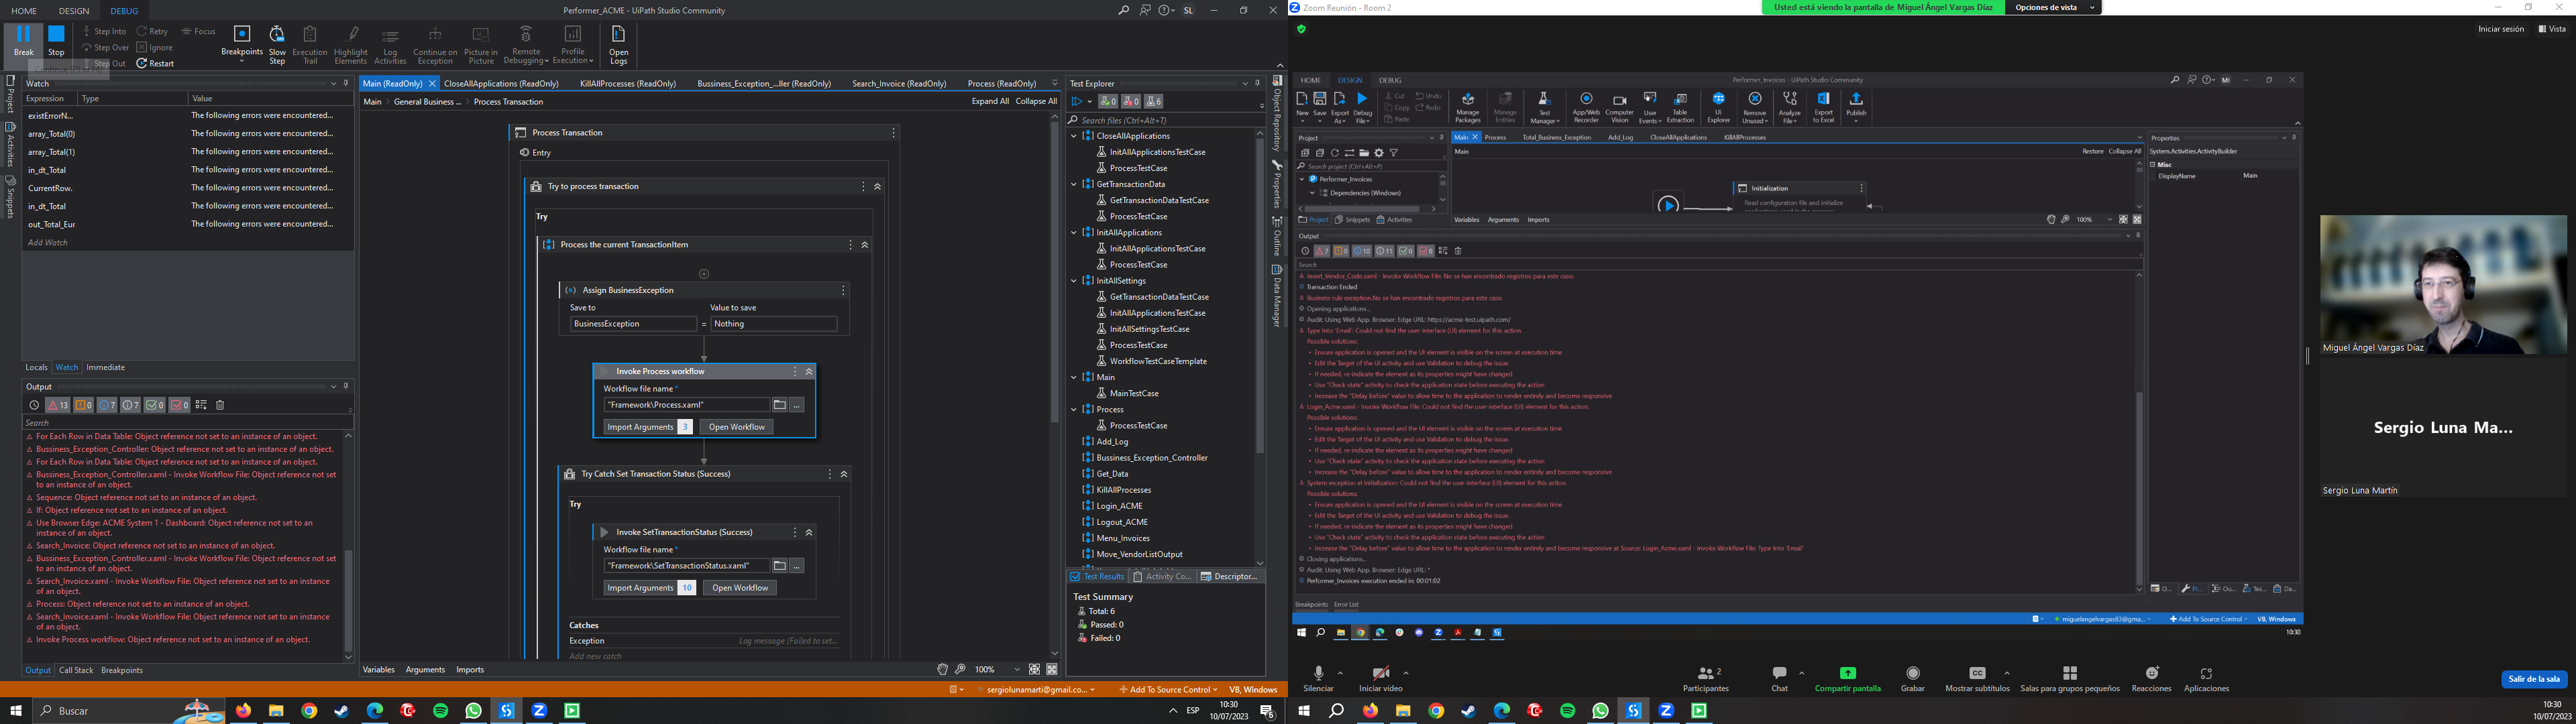 HOME DESIGN DEBUG
Performer_ACME - UiPath Studio Community
SL
Break
Stop
Step Into
Retry
Focus
Step Over
Ignore
Step Out
Restart
Breakpoints
Slow Step
Execution Trail
Highlight Elements
Log Activities
Continue on Exception
Picture in Picture
Remote Debugging
Profile Execution
Open Logs
Watch
Expression Type Value
existErrorN... The following errors were encountered...
array_Total(0) The following errors were encountered...
array_Total(1) The following errors were encountered...
in_dt_Total The following errors were encountered...
CurrentRow. The following errors were encountered...
in_dt_Total The following errors were encountered...
out_Total_Eur The following errors were encountered...
Add Watch
Locals Watch Immediate
Project
Activities
Snippets
Output
13 0 7 7 0 0
Search
For Each Row in Data Table: Object reference not set to an instance of an object.
Bussiness_Exception_Controller: Object reference not set to an instance of an object.
For Each Row in Data Table: Object reference not set to an instance of an object.
Bussiness_Exception_Controller.xaml - Invoke Workflow File: Object reference not set
to an instance of an object.
Sequence: Object reference not set to an instance of an object.
If: Object reference not set to an instance of an object.
Use Browser Edge: ACME System 1 - Dashboard: Object reference not set to an
instance of an object.
Search_Invoice: Object reference not set to an instance of an object.
Bussiness_Exception_Controller.xaml - Invoke Workflow File: Object reference not set
to an instance of an object.
Search_Invoice.xaml - Invoke Workflow File: Object reference not set to an instance
of an object.
Process: Object reference not set to an instance of an object.
Search_Invoice.xaml - Invoke Workflow File: Object reference not set to an instance
of an object.
Invoke Process workflow: Object reference not set to an instance of an object.
Output Call Stack Breakpoints
Main (ReadOnly) CloseAllApplications (ReadOnly) KillAllProcesses (ReadOnly) Bussiness_Exception_...ller (ReadOnly) Search_Invoice (ReadOnly) Process (ReadOnly)
Main > General Business ... > Process Transaction
Expand All Collapse All
Process Transaction
Entry
Try to process transaction
Try
Process the current TransactionItem
Assign BusinessException
Save to Value to save
BusinessException = Nothing
Invoke Process workflow
Workflow file name *
"Framework\Process.xaml"
Import Arguments 3 Open Workflow
Try Catch Set Transaction Status (Success)
Try
Invoke SetTransactionStatus (Success)
Workflow file name *
"Framework\SetTransactionStatus.xaml"
Import Arguments 10 Open Workflow
Catches
Exception Log message (Failed to set...
Add new catch
Variables Arguments Imports
100%
Test Explorer
0 0 6
Search files (Ctrl+Alt+T)
CloseAllApplications
InitAllApplicationsTestCase
ProcessTestCase
GetTransactionData
GetTransactionDataTestCase
ProcessTestCase
InitAllApplications
InitAllApplicationsTestCase
ProcessTestCase
InitAllSettings
GetTransactionDataTestCase
InitAllApplicationsTestCase
InitAllSettingsTestCase
ProcessTestCase
WorkflowTestCaseTemplate
Main
MainTestCase
Process
ProcessTestCase
Add_Log
Bussiness_Exception_Controller
Get_Data
KillAllProcesses
Login_ACME
Logout_ACME
Menu_Invoices
Move_VendorListOutput
Test Results Activity Co... Descriptor...
Test Summary
Total: 6
Passed: 0
Failed: 0
Object Repository
Properties
Outline
Data Manager
sergiolunamarti@gmail.co...
Add To Source Control
VB, Windows
Buscar
ESP
10:30
10/07/2023
6
Zoom Reunión - Room 2
Usted está viendo la pantalla de Miguel Ángel Vargas Díaz
Opciones de vista
Iniciar sesión
Vista
HOME DESIGN DEBUG
Performer_Invoices - UiPath Studio Community
MI
New
Save
Export As
Debug File
Cut
Copy
Paste
Undo
Redo
Manage Packages
Manage Entities
Test Manager
App/Web Recorder
Computer Vision
User Events
Table Extraction
UI Explorer
Remove Unused
Analyze File
Export to Excel
Publish
Project
Search project (Ctrl+Alt+P)
Performer_Invoices
Dependencies (Windows)
Project Snippets Activities
Main Process Total_Business_Exception Add_Log CloseAllApplications KillAllProcesses
Main
Restore Collapse All
Initialization
Read configuration file and initialize
Variables Arguments Imports
100%
Properties
System.Activities.ActivityBuilder
Misc
DisplayName Main
Output
7 0 10 11 0 0
Search
Insert_Vendor_Code.xaml - Invoke Workflow File: No se han encontrado registros para este caso.
Transaction Ended
Business rule exception.No se han encontrado registros para este caso.
Opening applications...
Audit: Using Web App. Browser: Edge URL: https://acme-test.uipath.com/
Type Into 'Email': Could not find the user-interface (UI) element for this action.
Possible solutions:
• Ensure application is opened and the UI element is visible on the screen at execution time
• Edit the Target of the UI activity and use Validation to debug the issue.
• If needed, re-indicate the element as its properties might have changed
• Use "Check state" activity to check the application state before executing the action
• Increase the "Delay before" value to allow time to the application to render entirely and become responsive
Login_Acme.xaml - Invoke Workflow File: Could not find the user-interface (UI) element for this action.
Possible solutions:
• Ensure application is opened and the UI element is visible on the screen at execution time
• Edit the Target of the UI activity and use Validation to debug the issue.
• If needed, re-indicate the element as its properties might have changed
• Use "Check state" activity to check the application state before executing the action
• Increase the "Delay before" value to allow time to the application to render entirely and become responsive
System exception at initialization: Could not find the user-interface (UI) element for this action.
Possible solutions:
• Ensure application is opened and the UI element is visible on the screen at execution time
• Edit the Target of the UI activity and use Validation to debug the issue.
• If needed, re-indicate the element as its properties might have changed
• Use "Check state" activity to check the application state before executing the action
• Increase the "Delay before" value to allow time to the application to render entirely and become responsive at Source: Login_Acme.xaml - Invoke Workflow File: Type Into 'Email'
Closing applications...
Audit: Using Web App. Browser: Edge URL: *
Performer_Invoices execution ended in: 00:01:02
Breakpoints Error List
O... Pr... Ou... Tes... Da...
miguelangelvargas83@gma...
Add To Source Control
VB, Windows
10:30
Miguel Ángel Vargas Díaz
Sergio Luna Ma...
Sergio Luna Martín
Silenciar
Iniciar video
Participantes 2
Chat
Compartir pantalla
Grabar
Mostrar subtítulos
Salas para grupos pequeños
Reacciones
Aplicaciones
Salir de la sala
10:30
10/07/2023